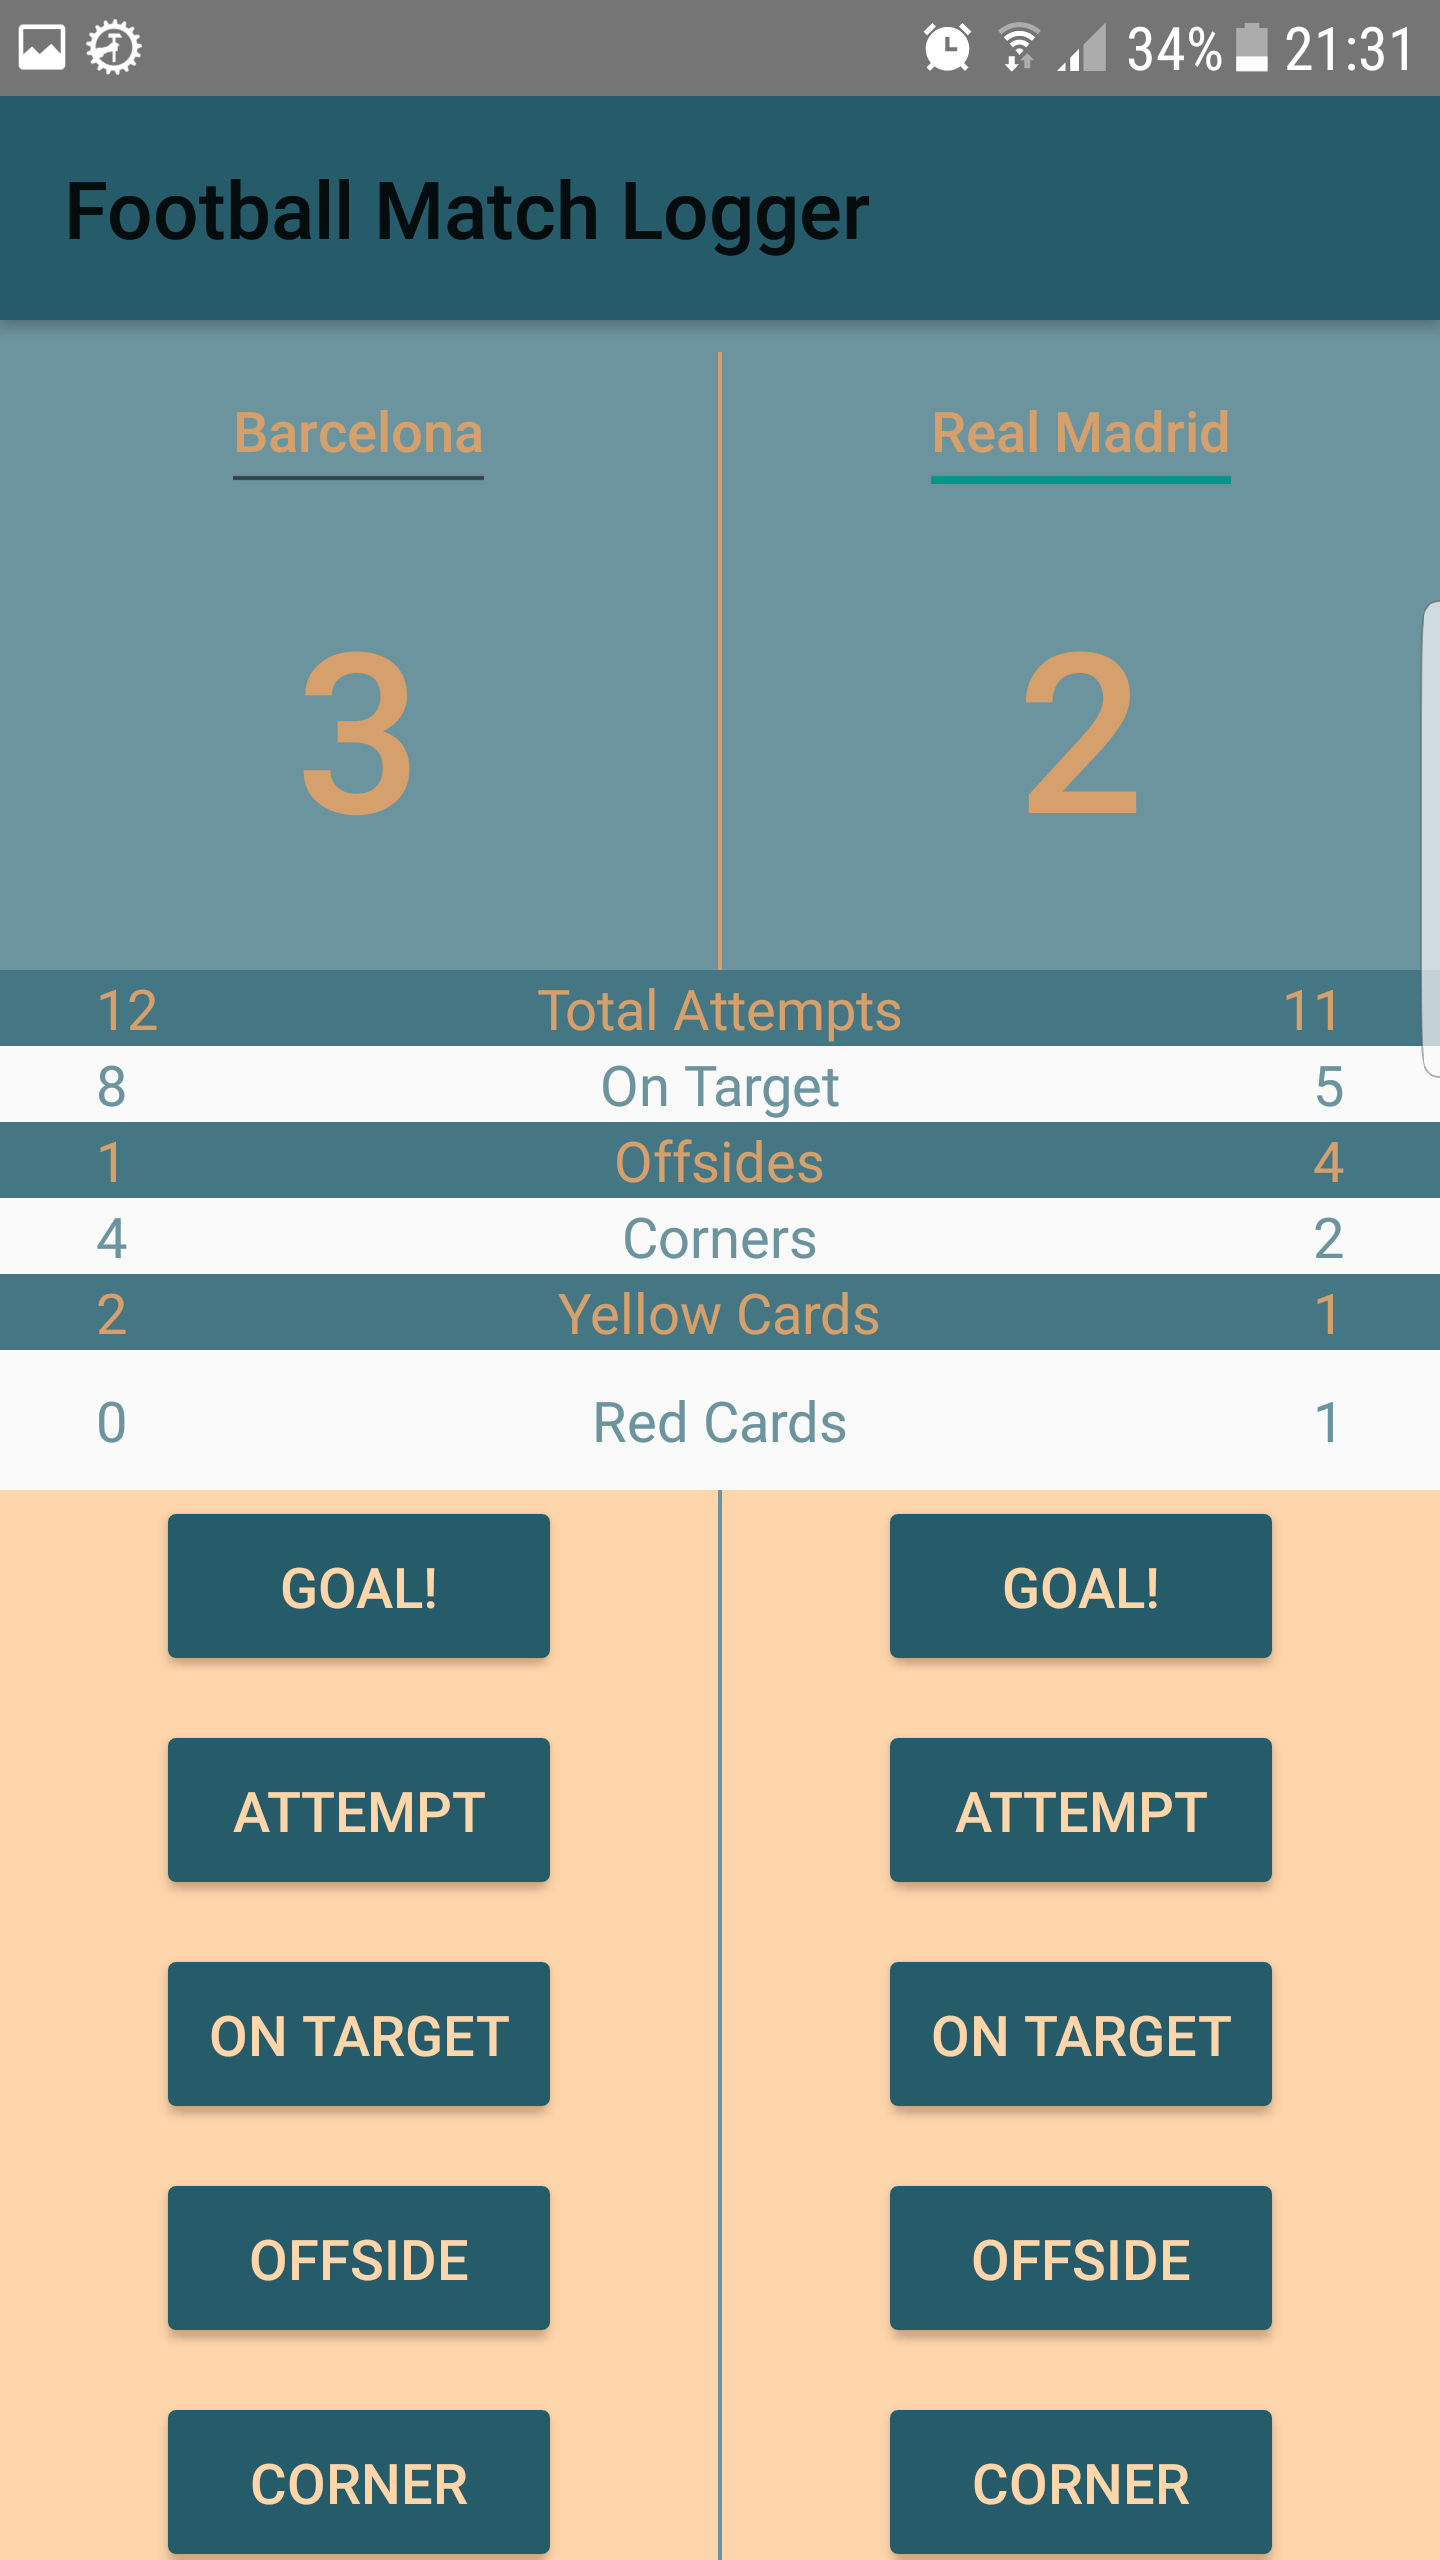 34% 21:31
Football Match Logger
Barcelona Real Madrid
3 2
12 Total Attempts 11
8 On Target 5
1 Offsides 4
4 Corners 2
2 Yellow Cards 1
0 Red Cards 1
GOAL! GOAL!
ATTEMPT ATTEMPT
ON TARGET ON TARGET
OFFSIDE OFFSIDE
CORNER CORNER